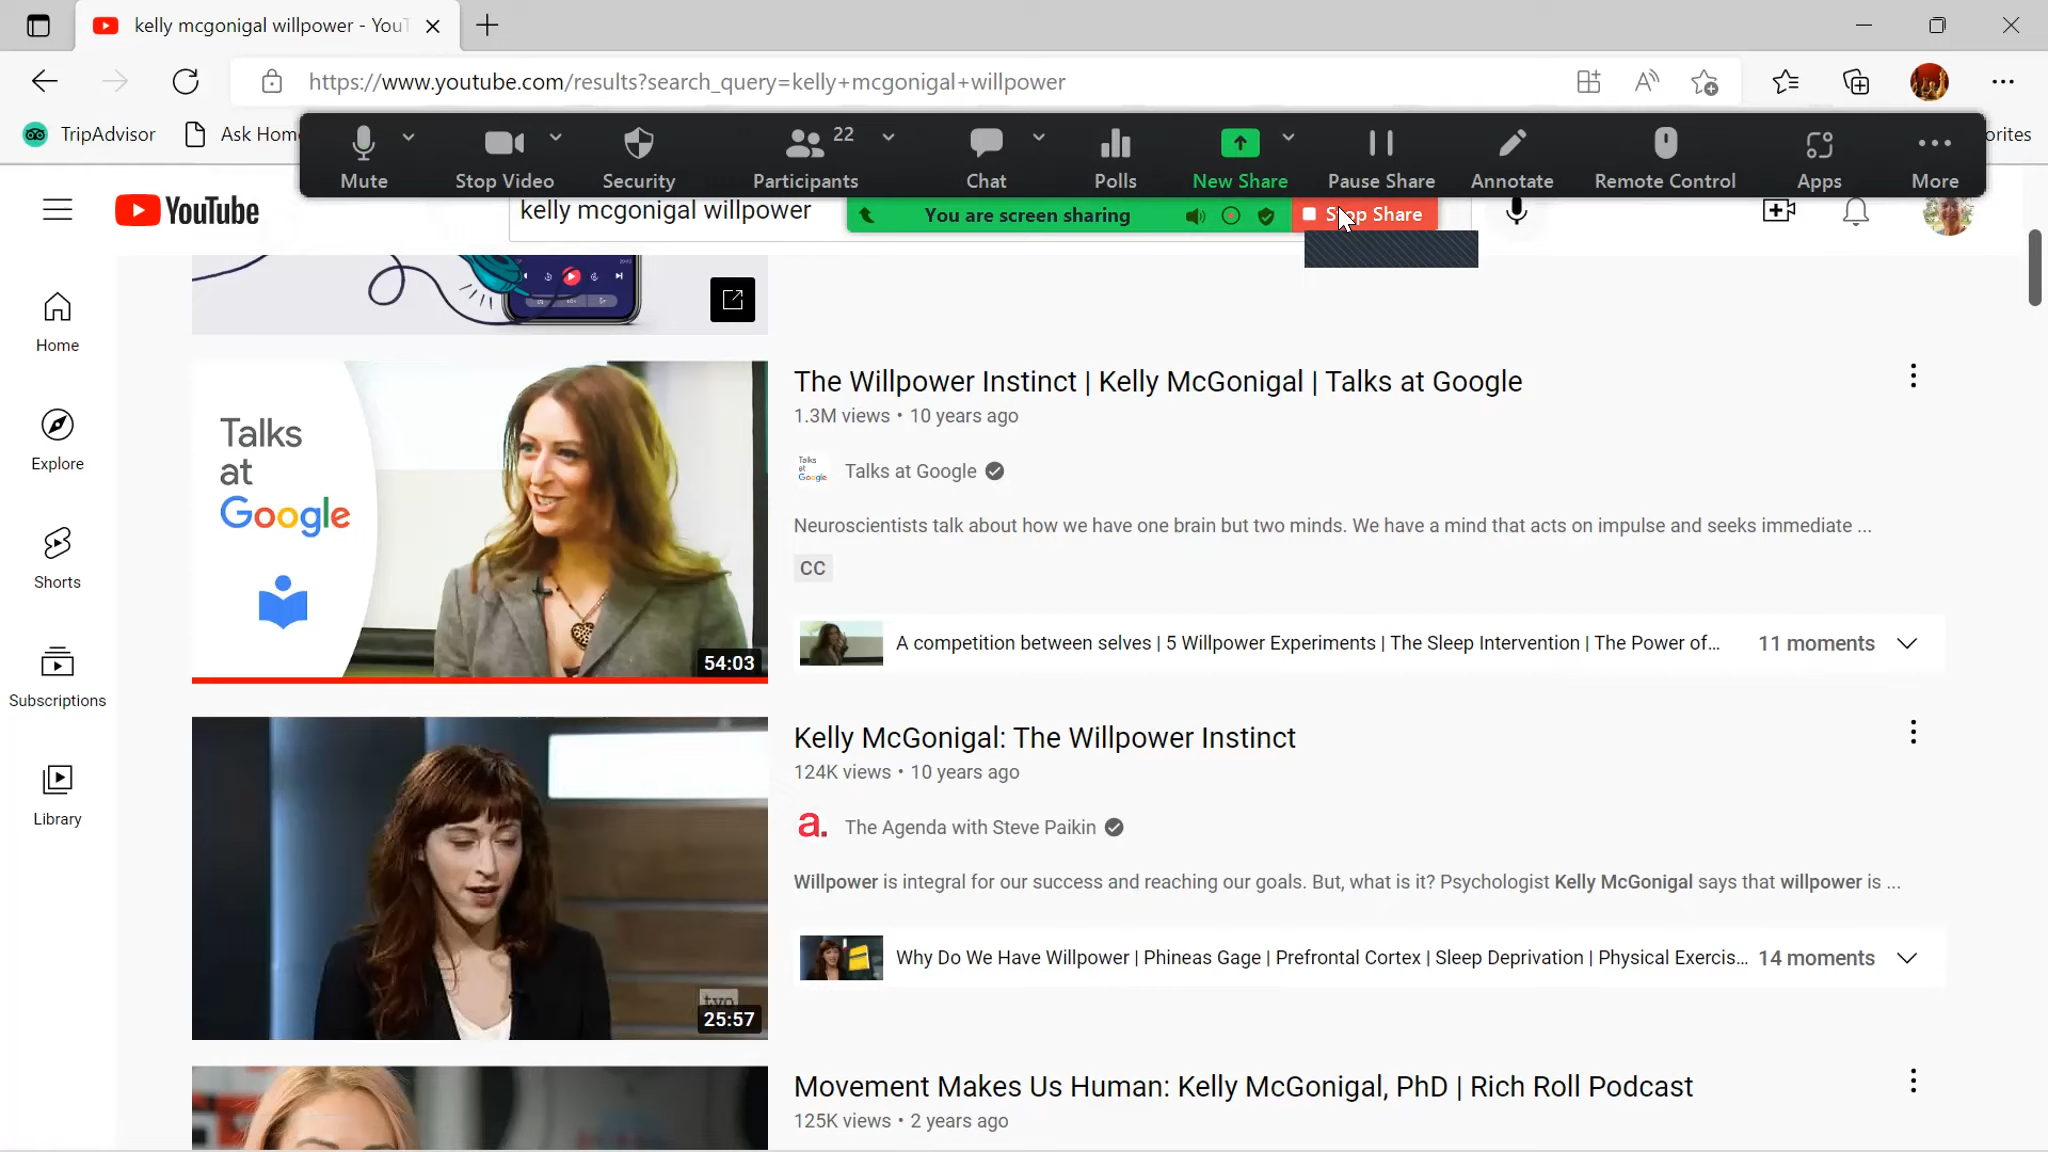 kelly mcgonigal willpower - YouT
https://www.youtube.com/results?search_query=kelly+mcgonigal+willpower
TripAdvisor
Ask Hom
orites
Mute
Stop Video
Security
22
Participants
Chat
Polls
New Share
Pause Share
Annotate
Remote Control
Apps
More
YouTube
kelly mcgonigal willpower
You are screen sharing
Stop Share
Home
Explore
Shorts
Subscriptions
Library
Talks
at
Google
54:03
The Willpower Instinct | Kelly McGonigal | Talks at Google
1.3M views • 10 years ago
Talks
at
Google
Talks at Google
Neuroscientists talk about how we have one brain but two minds. We have a mind that acts on impulse and seeks immediate ...
CC
A competition between selves | 5 Willpower Experiments | The Sleep Intervention | The Power of...
11 moments
tvo
25:57
Kelly McGonigal: The Willpower Instinct
124K views • 10 years ago
a.
The Agenda with Steve Paikin
Willpower is integral for our success and reaching our goals. But, what is it? Psychologist Kelly McGonigal says that willpower is ...
Why Do We Have Willpower | Phineas Gage | Prefrontal Cortex | Sleep Deprivation | Physical Exercis...
14 moments
Movement Makes Us Human: Kelly McGonigal, PhD | Rich Roll Podcast
125K views • 2 years ago